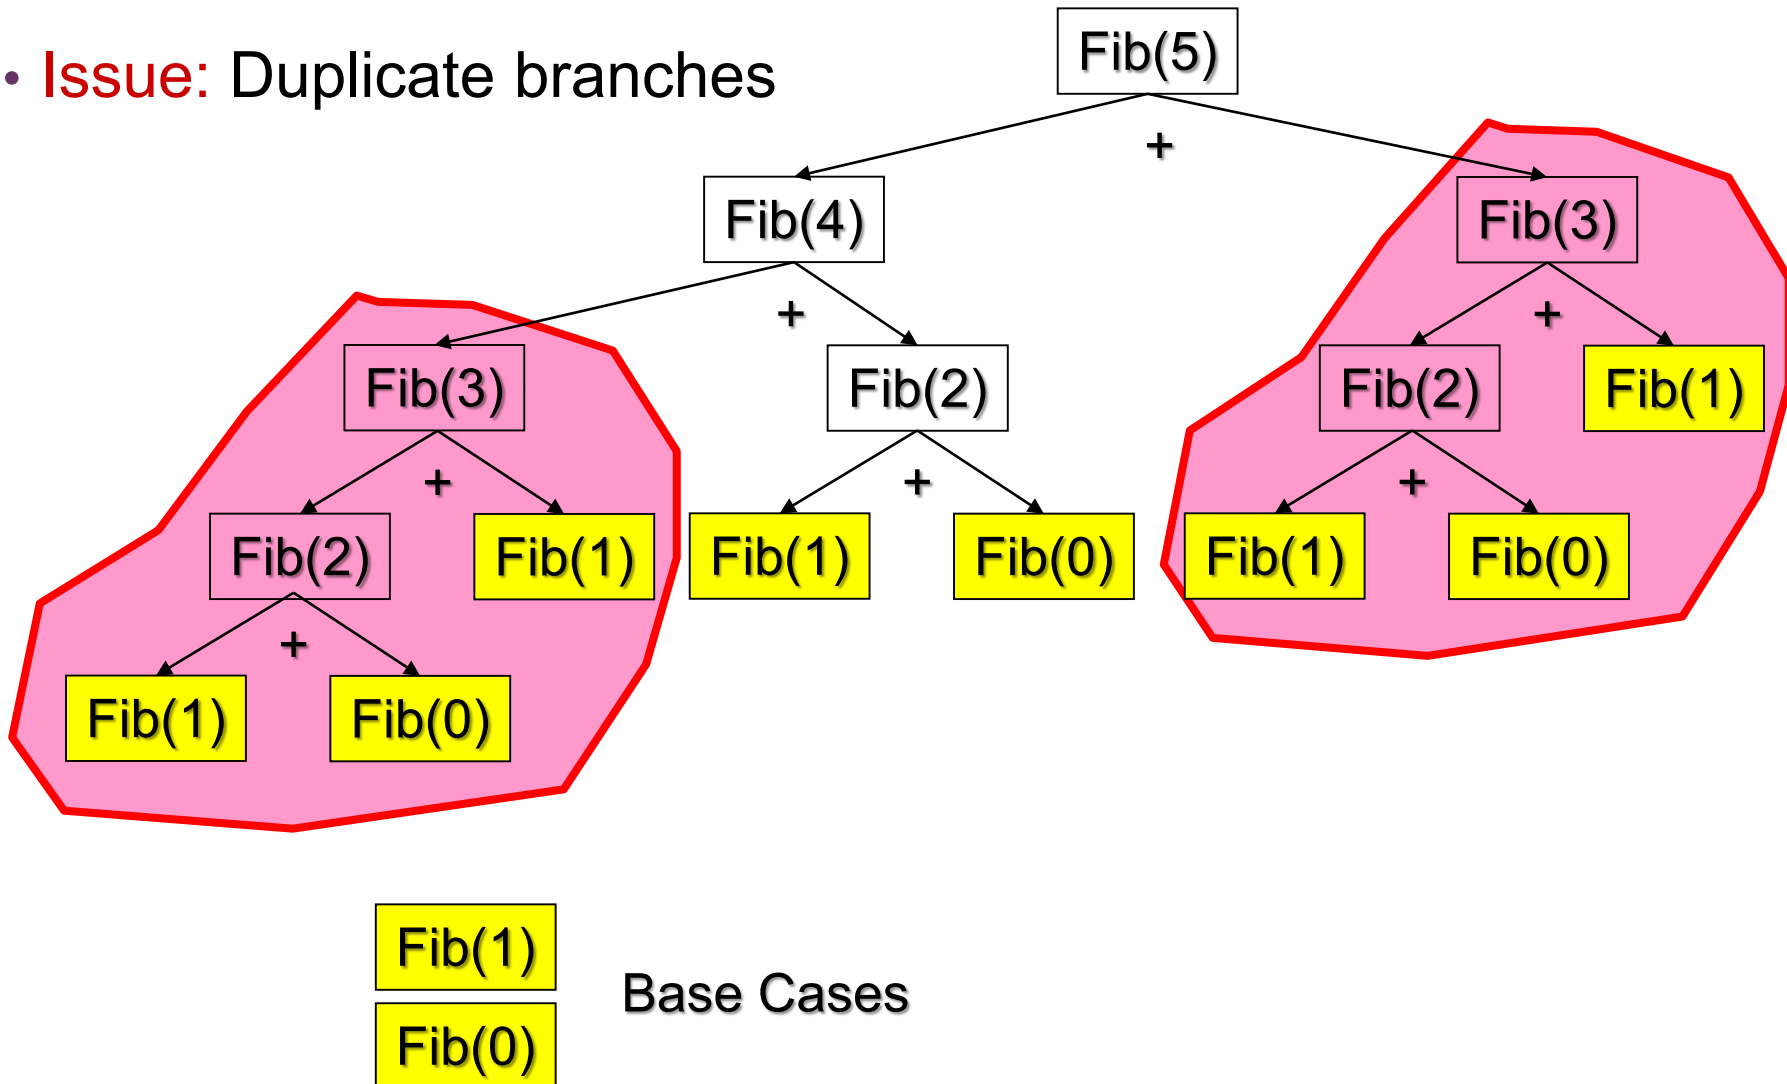 • Issue: Duplicate branches
Fib(5)
+
Fib(4) Fib(3)
+ +
Fib(3) Fib(2) Fib(2) Fib(1)
+ + +
Fib(2) Fib(1) Fib(1) Fib(0) Fib(1) Fib(0)
+
Fib(1) Fib(0)
Fib(1)
Base Cases
Fib(0)